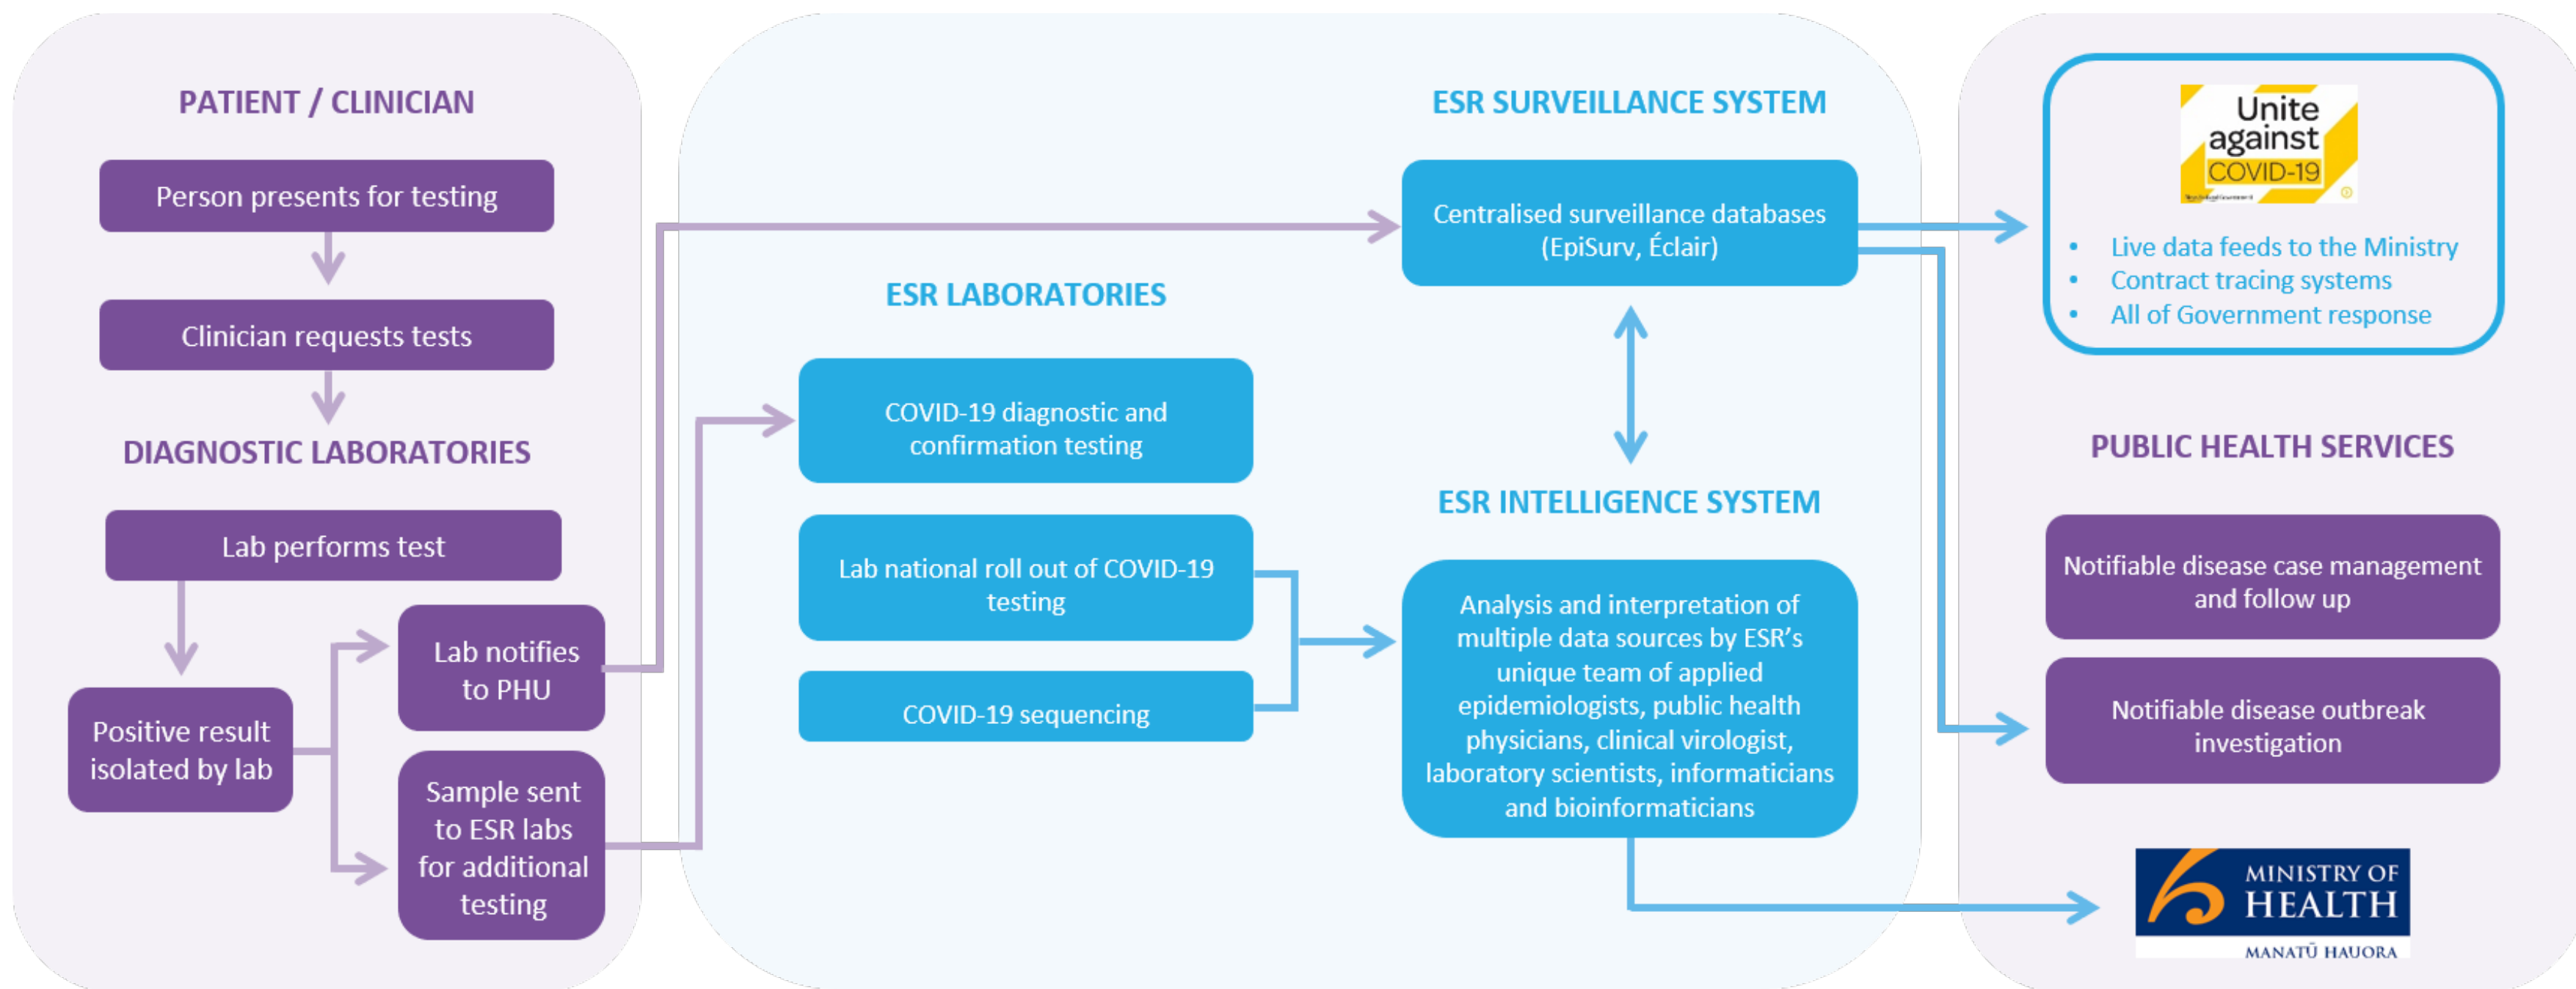 PATIENT / CLINICIAN
Person presents for testing
Clinician requests tests
DIAGNOSTIC LABORATORIES
Lab performs test
Positive result
isolated by lab
Lab notifies
to PHU
Sample sent
to ESR labs
for additional
testing
ESR LABORATORIES
COVID-19 diagnostic and
confirmation testing
Lab national roll out of COVID-19
testing
COVID-19 sequencing
ESR SURVEILLANCE SYSTEM
Centralised surveillance databases
(EpiSurv, Éclair)
ESR INTELLIGENCE SYSTEM
Analysis and interpretation of
multiple data sources by ESR’s
unique team of applied
epidemiologists, public health
physicians, clinical virologist,
laboratory scientists, informaticians
and bioinformaticians
Unite
against
COVID-19
• Live data feeds to the Ministry
• Contract tracing systems
• All of Government response
PUBLIC HEALTH SERVICES
Notifiable disease case management
and follow up
Notifiable disease outbreak
investigation
MINISTRY OF
HEALTH
MANATŪ HAUORA